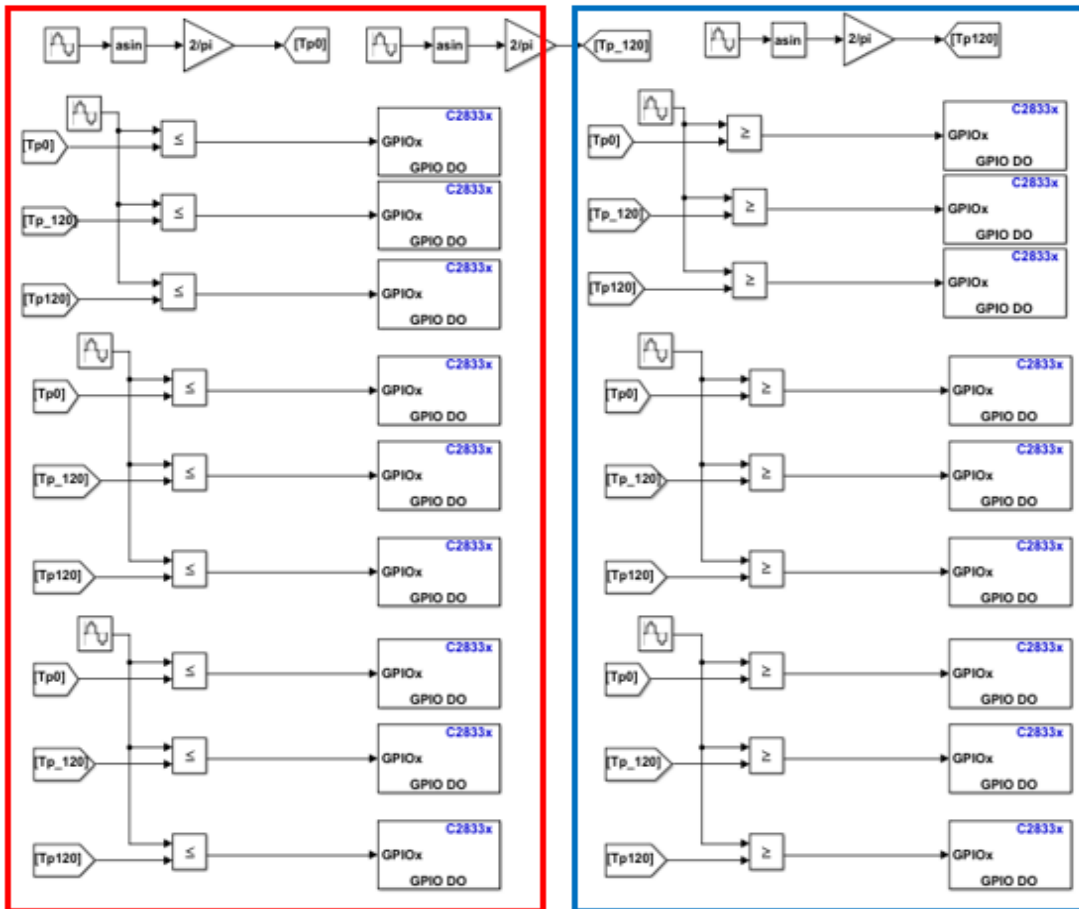 asin 2/pi [Tp0] asin 2/pi [Tp_120] asin 2/pi [Tp120]
C2833x
[Tp0] ≤ GPIOx
GPIO DO
C2833x
[Tp_120] ≤ GPIOx
GPIO DO
C2833x
[Tp120] ≤ GPIOx
GPIO DO
C2833x
[Tp0] ≤ GPIOx
GPIO DO
C2833x
[Tp_120] ≤ GPIOx
GPIO DO
C2833x
[Tp120] ≤ GPIOx
GPIO DO
C2833x
[Tp0] ≤ GPIOx
GPIO DO
C2833x
[Tp_120] ≤ GPIOx
GPIO DO
C2833x
[Tp120] ≤ GPIOx
GPIO DO
C2833x
[Tp0] ≥ GPIOx
GPIO DO
C2833x
[Tp_120] ≥ GPIOx
GPIO DO
C2833x
[Tp120] ≥ GPIOx
GPIO DO
C2833x
[Tp0] ≥ GPIOx
GPIO DO
C2833x
[Tp_120] ≥ GPIOx
GPIO DO
C2833x
[Tp120] ≥ GPIOx
GPIO DO
C2833x
[Tp0] ≥ GPIOx
GPIO DO
C2833x
[Tp_120] ≥ GPIOx
GPIO DO
C2833x
[Tp120] ≥ GPIOx
GPIO DO